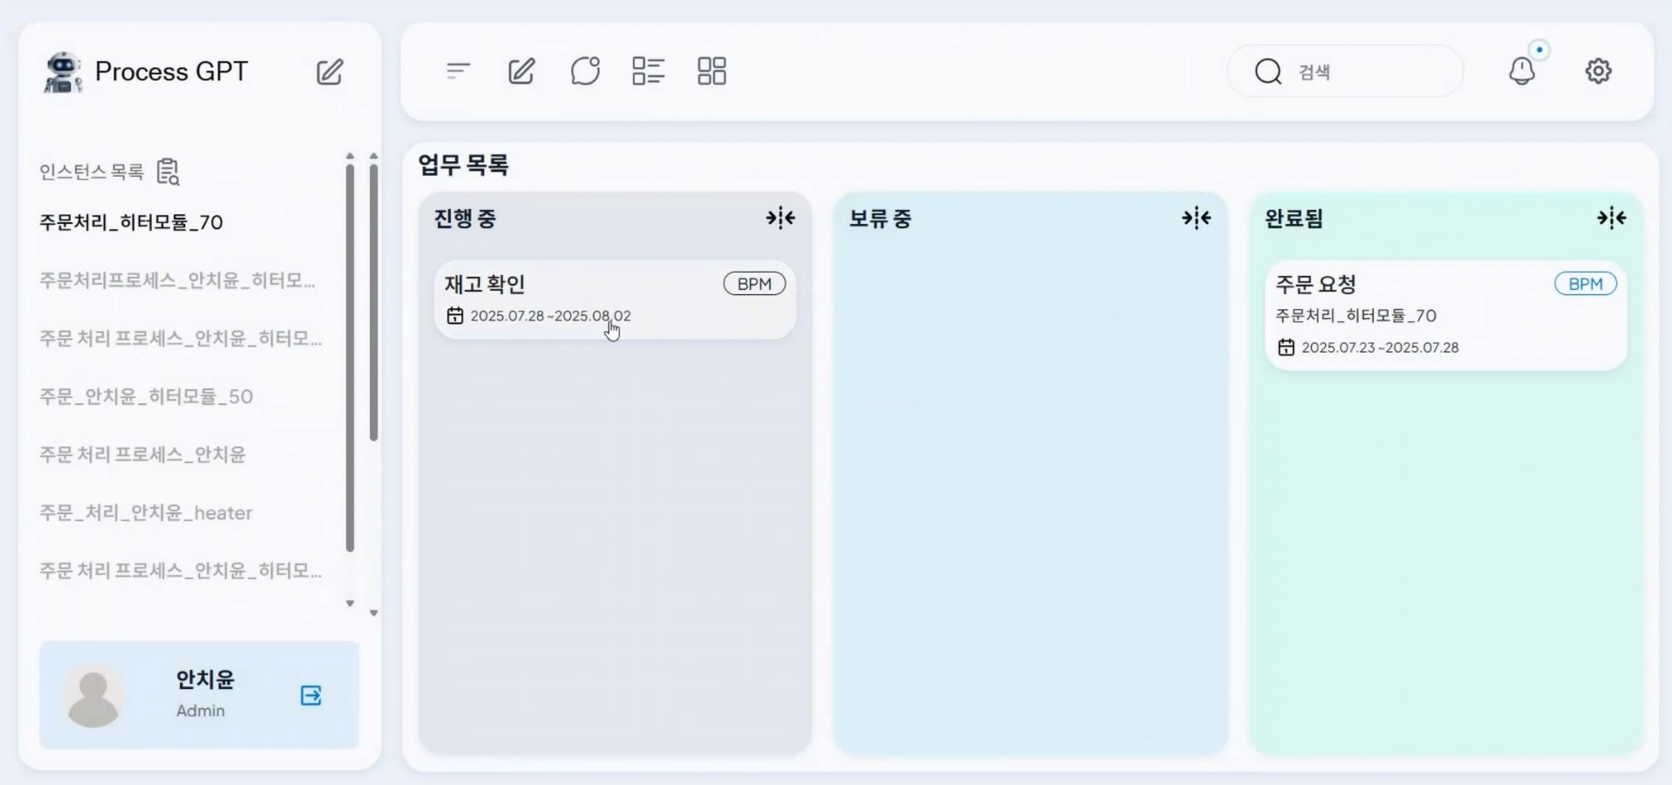 Process GPT
검색
인스턴스 목록
주문처리_히터모듈_70
주문처리프로세스_안치윤_히터모...
주문 처리 프로세스_안치윤_히터모...
주문_안치윤_히터모듈_50
주문 처리 프로세스_안치윤
주문_처리_안치윤_heater
주문 처리 프로세스_안치윤_히터모...
안치윤
Admin
업무 목록
진행 중
재고 확인
BPM
2025.07.28 ~2025.08.02
보류 중
완료됨
주문 요청
BPM
주문처리_히터모듈_70
2025.07.23 ~2025.07.28